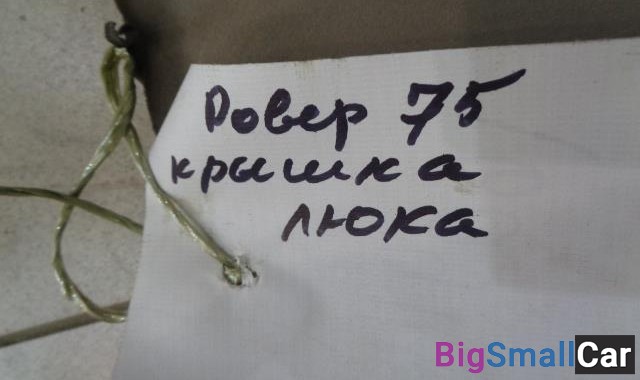 Ровер 75
крышка
люка
BigSmallCar